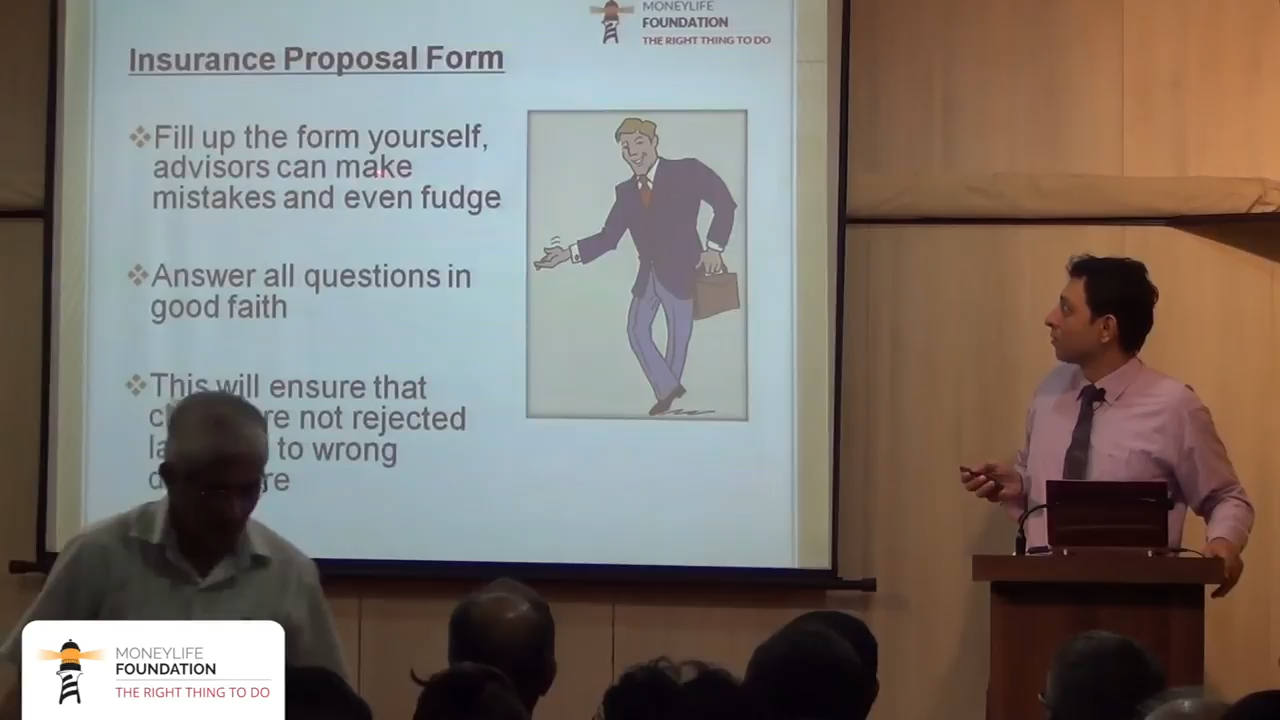 MONEYLIFE
FOUNDATION
THE RIGHT THING TO DO
Insurance Proposal Form
Fill up the form yourself,
advisors can make
mistakes and even fudge
Answer all questions in
good faith
This will ensure that
not rejected
to wrong
MONEYLIFE
FOUNDATION
THE RIGHT THING TO DO